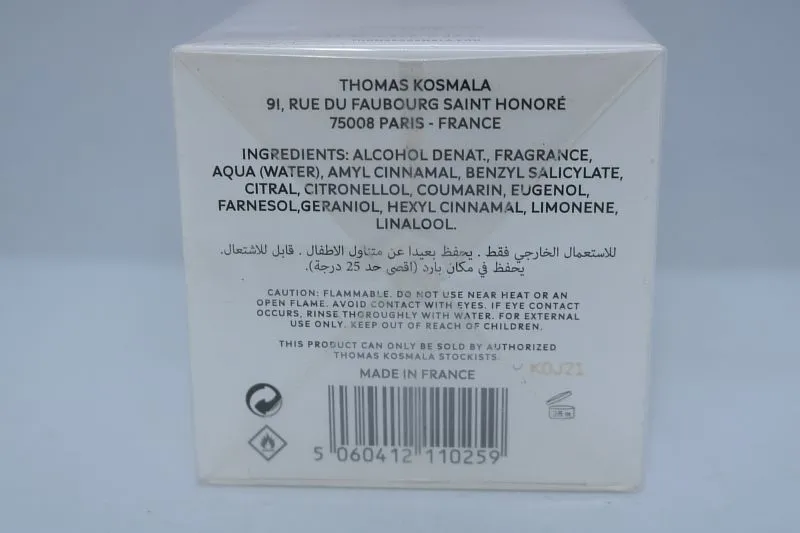 THOMAS KOSMALA
91, RUE DU FAUBOURG SAINT HONORÉ
75008 PARIS - FRANCE
INGREDIENTS: ALCOHOL DENAT., FRAGRANCE,
AQUA (WATER), AMYL CINNAMAL, BENZYL SALICYLATE,
CITRAL, CITRONELLOL, COUMARIN, EUGENOL,
FARNESOL,GERANIOL, HEXYL CINNAMAL, LIMONENE,
LINALOOL.
للاستعمال الخارجي فقط . يحفظ بعيدا عن متناول الاطفال . قابل للاشتعال.
يحفظ في مكان بارد (اقصى حد 25 درجة).
CAUTION: FLAMMABLE. DO NOT USE NEAR HEAT OR AN
OPEN FLAME. AVOID CONTACT WITH EYES. IF EYE CONTACT
OCCURS, RINSE THOROUGHLY WITH WATER. FOR EXTERNAL
USE ONLY. KEEP OUT OF REACH OF CHILDREN.
THIS PRODUCT CAN ONLY BE SOLD BY AUTHORIZED
THOMAS KOSMALA STOCKISTS.
MADE IN FRANCE
K0J21
5 060412 110259